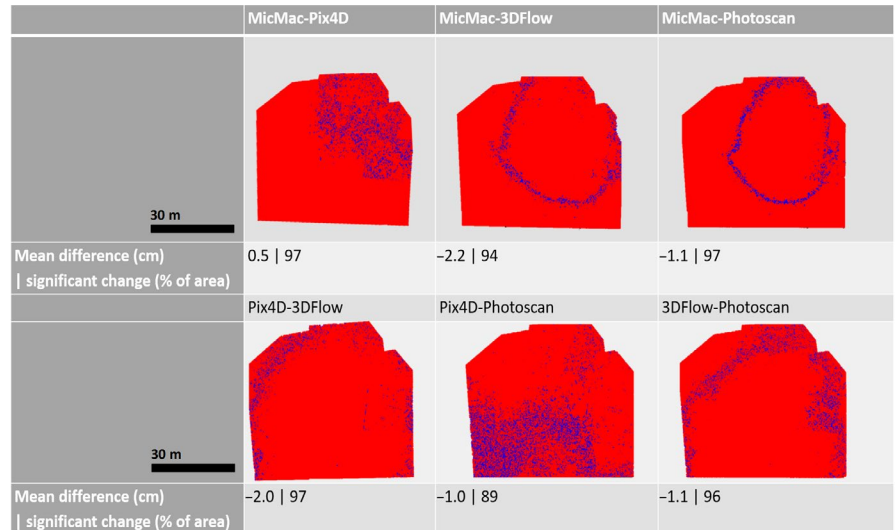 MicMac-Pix4D MicMac-3DFlow MicMac-Photoscan
30 m
Mean difference (cm) 0.5 | 97 −2.2 | 94 −1.1 | 97
| significant change (% of area)
Pix4D-3DFlow Pix4D-Photoscan 3DFlow-Photoscan
30 m
Mean difference (cm) −2.0 | 97 −1.0 | 89 −1.1 | 96
| significant change (% of area)